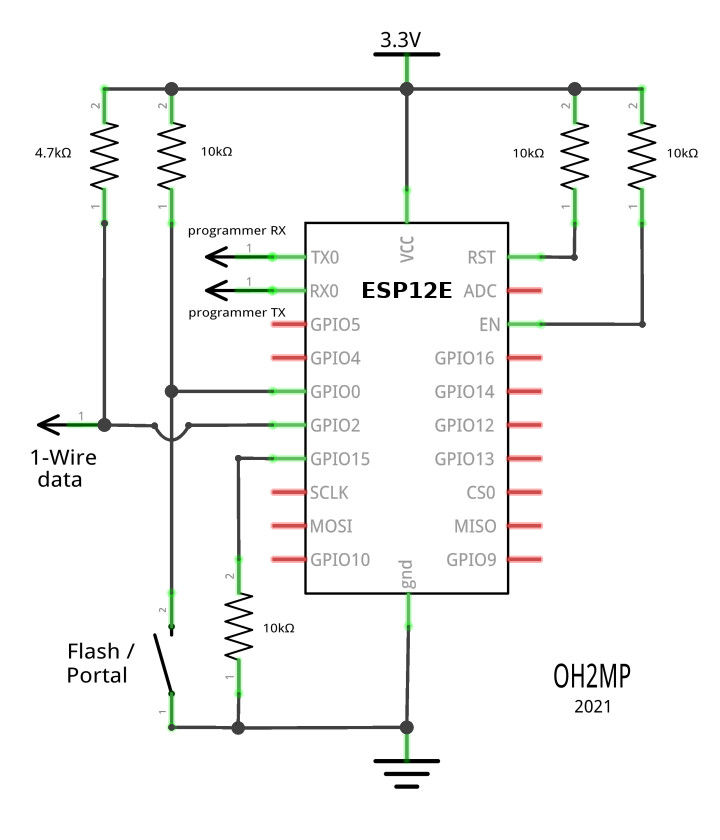 3.3V
2
2
2
2
4.7kΩ
10kΩ
10kΩ
10kΩ
1
1
1
1
programmer RX
1
TX0
VCC
RST
1
RX0
ESP12E
ADC
programmer TX
GPIO5
EN
GPIO4
GPIO16
GPIO0
GPIO14
1
GPIO2
GPIO12
1-Wire
data
GPIO15
GPIO13
SCLK
CS0
MOSI
MISO
GPIO10
gnd
GPIO9
2
2
10kΩ
Flash /
Portal
1
1
OH2MP
2021